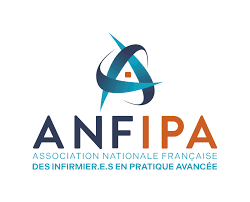 ANFIPA
ASSOCIATION NATIONALE FRANÇAISE
DES INFIRMIER.E.S EN PRATIQUE AVANCÉE